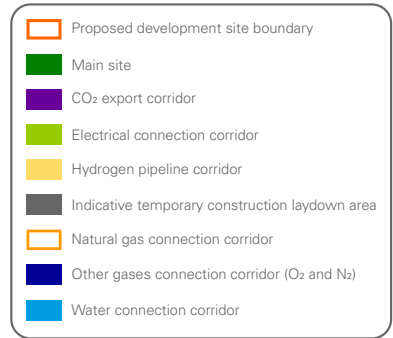 Proposed development site boundary
Main site
CO₂ export corridor
Electrical connection corridor
Hydrogen pipeline corridor
Indicative temporary construction laydown area
Natural gas connection corridor
Other gases connection corridor (O₂ and N₂)
Water connection corridor